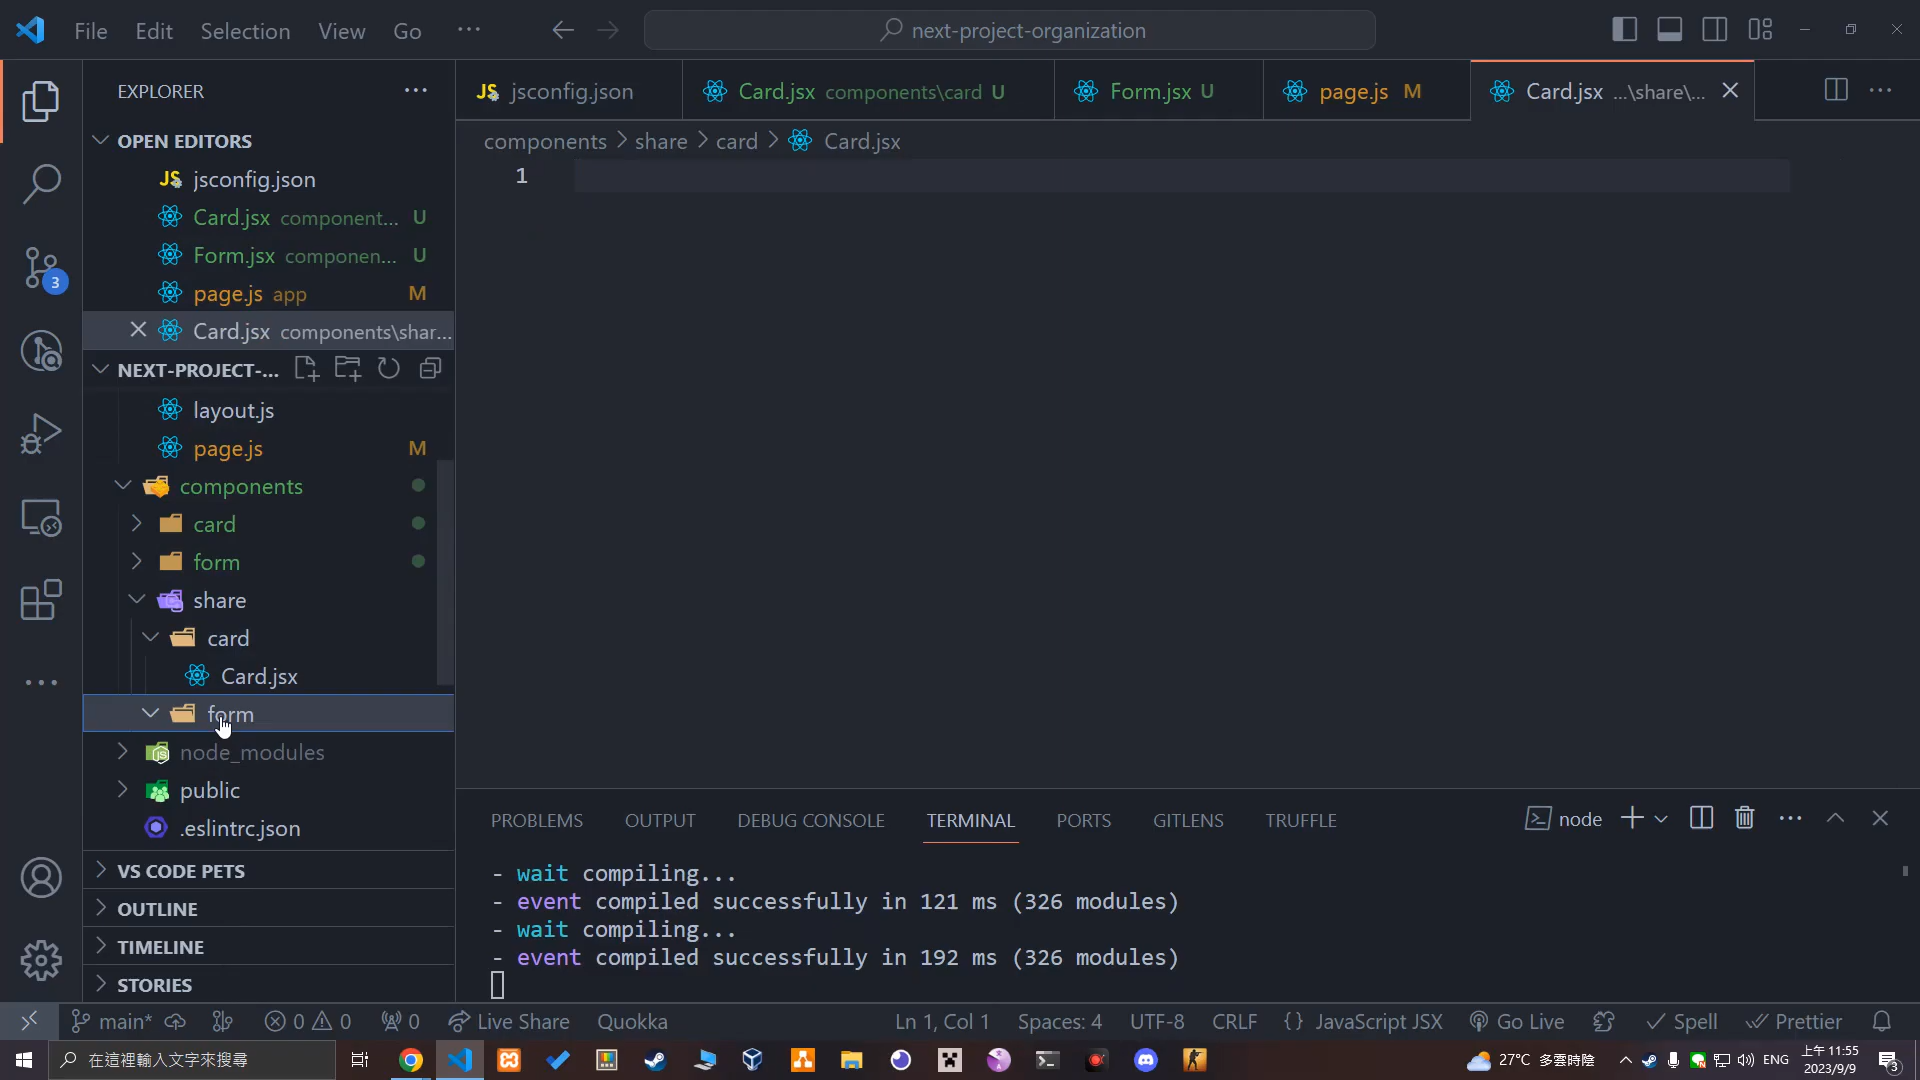 File Edit Selection View Go ··· next-project-organization
EXPLORER ···
OPEN EDITORS
JS jsconfig.json
Card.jsx component... U
Form.jsx componen... U
page.js app M
Card.jsx components\shar...
NEXT-PROJECT-...
layout.js
page.js M
components
card
form
share
card
Card.jsx
form
node_modules
public
.eslintrc.json
VS CODE PETS
OUTLINE
TIMELINE
STORIES
3
JS jsconfig.json Card.jsx components\card U Form.jsx U page.js M Card.jsx ...\share\...
components > share > card > Card.jsx
1
PROBLEMS OUTPUT DEBUG CONSOLE TERMINAL PORTS GITLENS TRUFFLE node
- wait compiling...
- event compiled successfully in 121 ms (326 modules)
- wait compiling...
- event compiled successfully in 192 ms (326 modules)
main* 0 0 0 Live Share Quokka Ln 1, Col 1 Spaces: 4 UTF-8 CRLF {} JavaScript JSX Go Live Spell Prettier
在這裡輸入文字來搜尋 27°C 多雲時陰 ENG 上午 11:55
2023/9/9 3